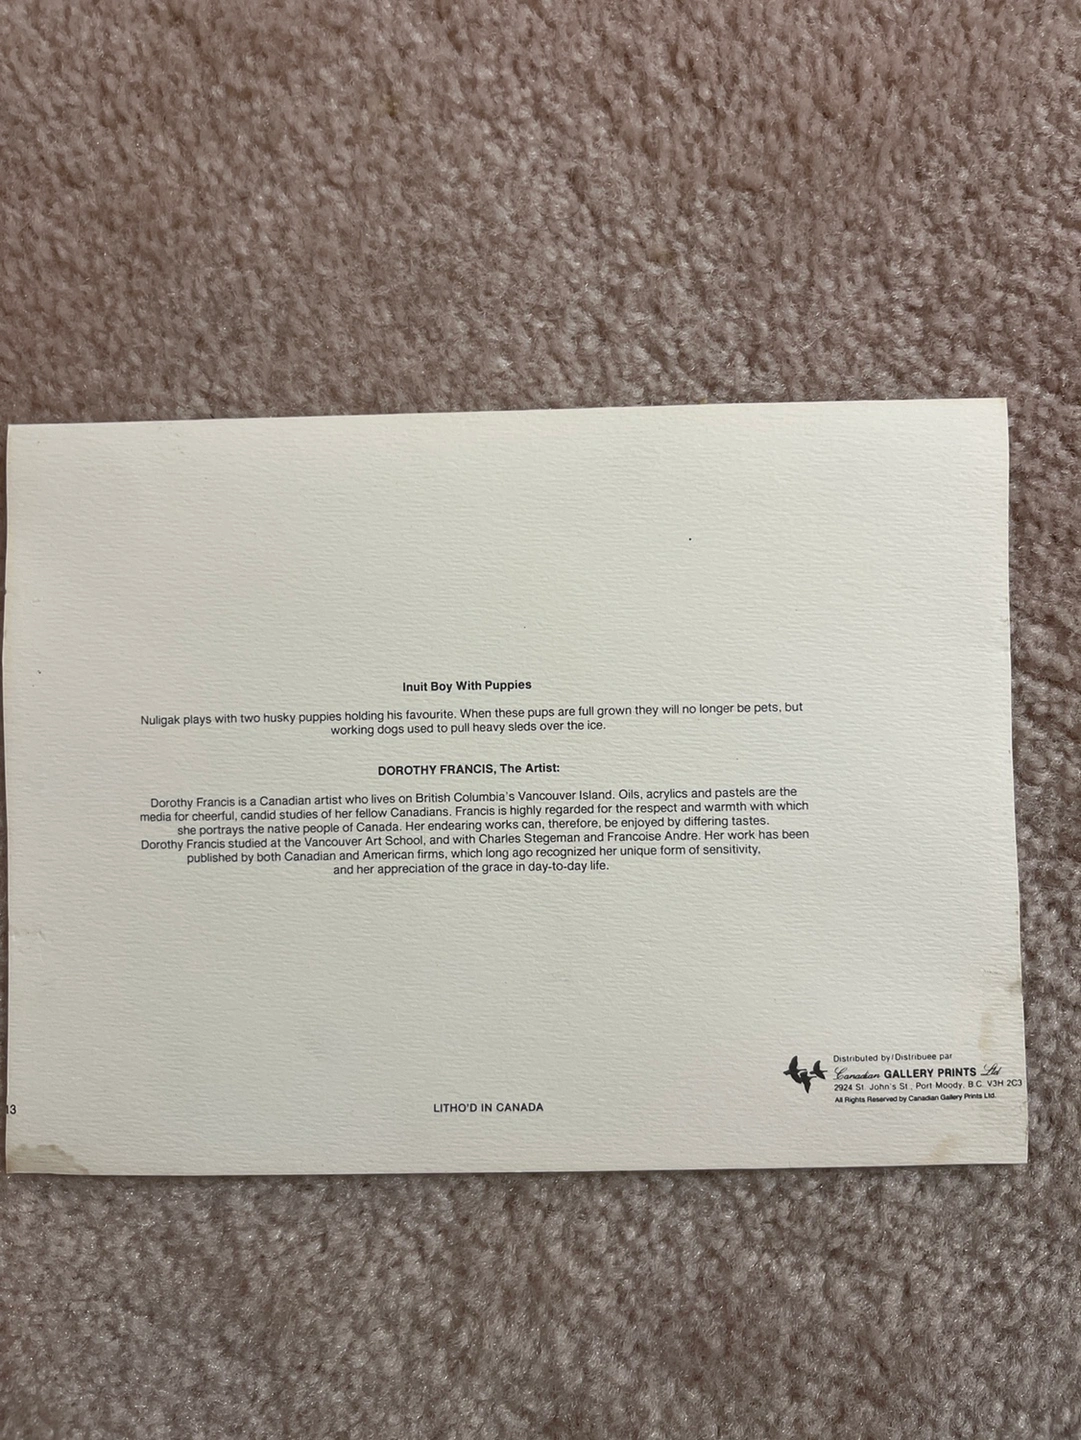 Inuit Boy With Puppies
Nuligak plays with two husky puppies holding his favourite. When these pups are full grown they will no longer be pets, but
working dogs used to pull heavy sleds over the ice.
DOROTHY FRANCIS, The Artist:
Dorothy Francis is a Canadian artist who lives on British Columbia's Vancouver Island. Oils, acrylics and pastels are the
media for cheerful, candid studies of her fellow Canadians. Francis is highly regarded for the respect and warmth with which
she portrays the native people of Canada. Her endearing works can, therefore, be enjoyed by differing tastes.
Dorothy Francis studied at the Vancouver Art School, and with Charles Stegeman and Francoise Andre. Her work has been
published by both Canadian and American firms, which long ago recognized her unique form of sensitivity,
and her appreciation of the grace in day-to-day life.
Distributed by/Distribuee par
Canadian GALLERY PRINTS Ltd
2924 St. John's St., Port Moody, B.C. V3H 2C3
All Rights Reserved by Canadian Gallery Prints Ltd.
13
LITHO'D IN CANADA